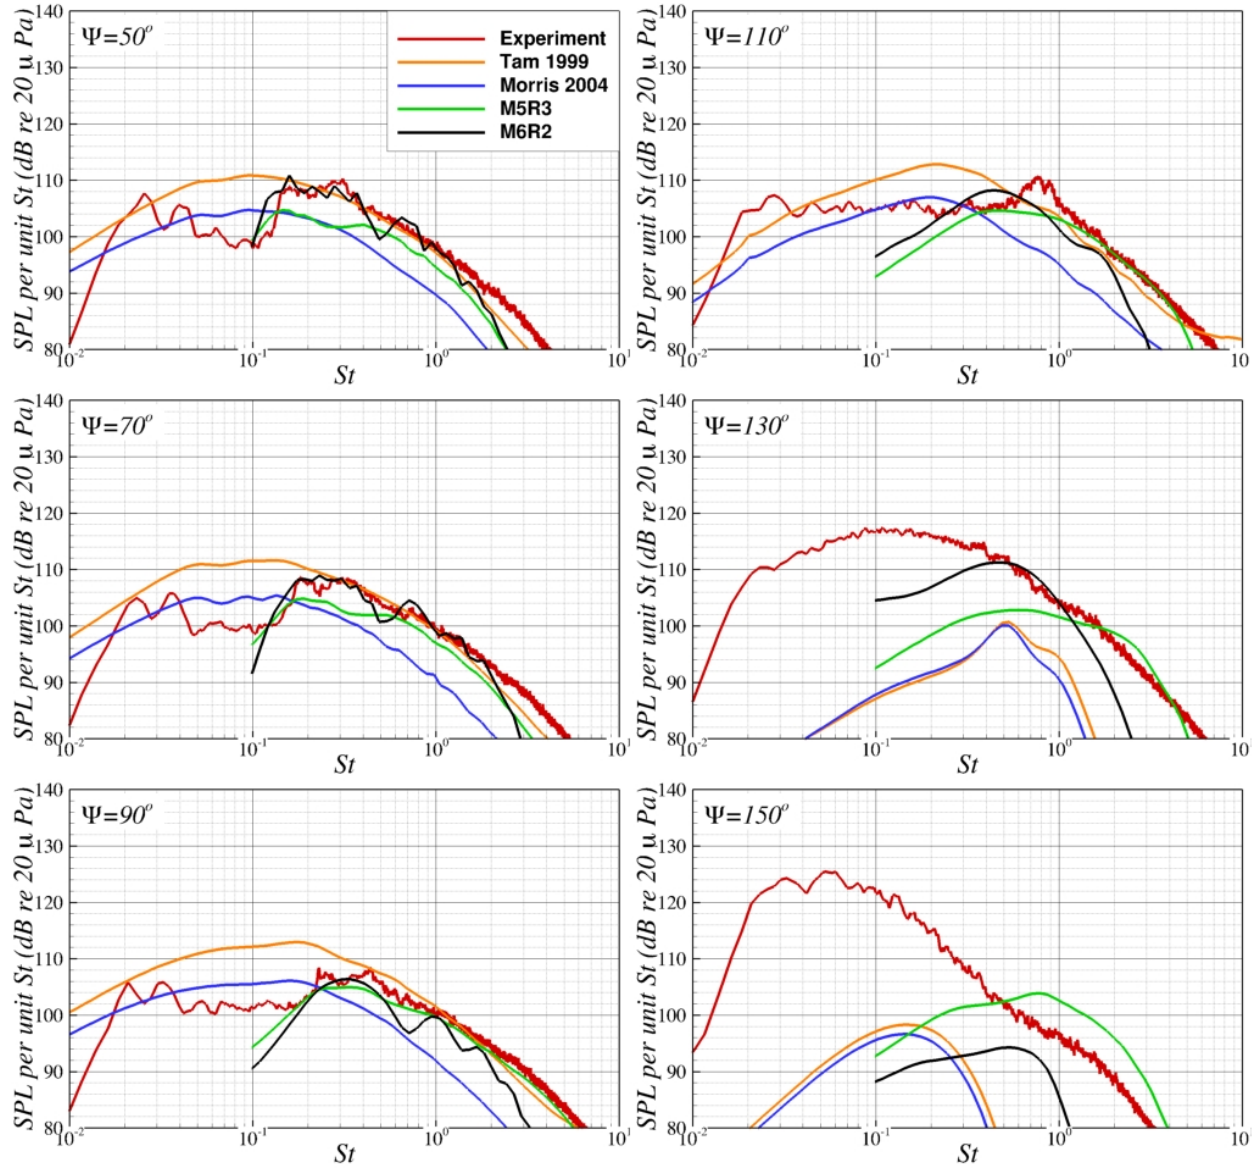 SPL per unit St (dB re 20 µ Pa)
140
130
120
110
100
90
80
Ψ=50°
Experiment
Tam 1999
Morris 2004
M5R3
M6R2
10-2
10-1
100
101
St
SPL per unit St (dB re 20 µ Pa)
140
130
120
110
100
90
80
Ψ=110°
10-2
10-1
100
101
St
SPL per unit St (dB re 20 µ Pa)
140
130
120
110
100
90
80
Ψ=70°
10-2
10-1
100
101
St
SPL per unit St (dB re 20 µ Pa)
140
130
120
110
100
90
80
Ψ=130°
10-2
10-1
100
101
St
SPL per unit St (dB re 20 µ Pa)
140
130
120
110
100
90
80
Ψ=90°
10-2
10-1
100
101
St
SPL per unit St (dB re 20 µ Pa)
140
130
120
110
100
90
80
Ψ=150°
10-2
10-1
100
101
St